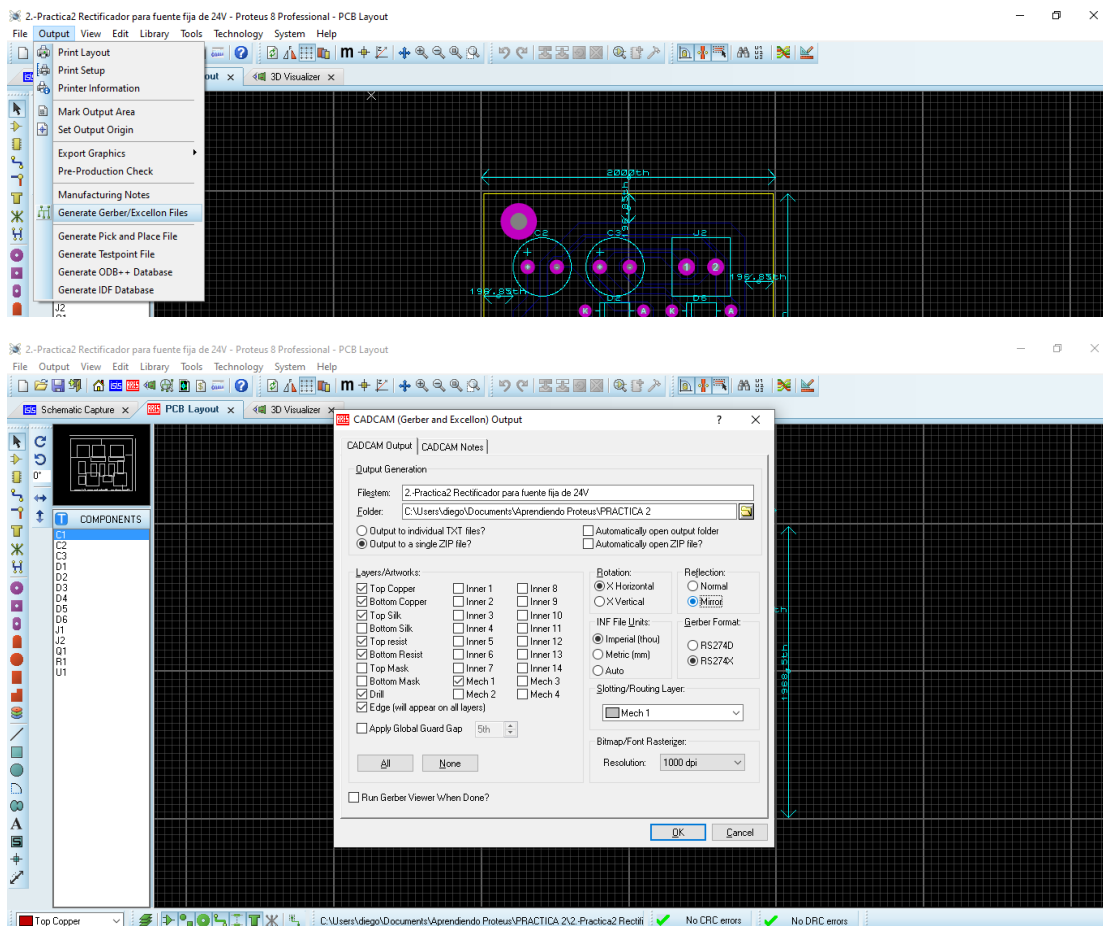 2.-Practica2 Rectificador para fuente fija de 24V - Proteus 8 Professional - PCB Layout
File Output View Edit Library Tools Technology System Help
Print Layout
Print Setup
Printer Information
Mark Output Area
Set Output Origin
Export Graphics
Pre-Production Check
Manufacturing Notes
Generate Gerber/Excellon Files
Generate Pick and Place File
Generate Testpoint File
Generate ODB++ Database
Generate IDF Database
out x 3D Visualizer x
J2
2000th
196.85th
C2 C3 J2
+ + 1 2
196.85th 196.85th
D2 D6
K A K A
2.-Practica2 Rectificador para fuente fija de 24V - Proteus 8 Professional - PCB Layout
File Output View Edit Library Tools Technology System Help
ISIS Schematic Capture x PCB Layout x 3D Visualizer x
0°
T COMPONENTS
C1
C2
C3
D1
D2
D3
D4
D5
D6
J1
J2
Q1
R1
U1
CADCAM (Gerber and Excellon) Output ? X
CADCAM Output CADCAM Notes
Output Generation
Filestem: 2.-Practica2 Rectificador para fuente fija de 24V
Folder: C:\Users\diego\Documents\Aprendiendo Proteus\PRACTICA 2
Output to individual TXT files? Automatically open output folder
Output to a single ZIP file? Automatically open ZIP file?
Layers/Artworks: Rotation: Reflection:
Top Copper Inner 1 Inner 8 X Horizontal Normal
Bottom Copper Inner 2 Inner 9 X Vertical Mirror
Top Silk Inner 3 Inner 10
Bottom Silk Inner 4 Inner 11 INF File Units: Gerber Format:
Top resist Inner 5 Inner 12 Imperial (thou) RS274D
Bottom Resist Inner 6 Inner 13 Metric (mm) RS274X
Top Mask Inner 7 Inner 14 Auto
Bottom Mask Mech 1 Mech 3
Drill Mech 2 Mech 4 Slotting/Routing Layer:
Edge (will appear on all layers) Mech 1
Apply Global Guard Gap 5th
Bitmap/Font Rasterizer:
All None Resolution: 1000 dpi
Run Gerber Viewer When Done?
OK Cancel
1968.5th
A
S
Top Copper C:\Users\diego\Documents\Aprendiendo Proteus\PRACTICA 2\2.-Practica2 Rectifi No CRC errors No DRC errors